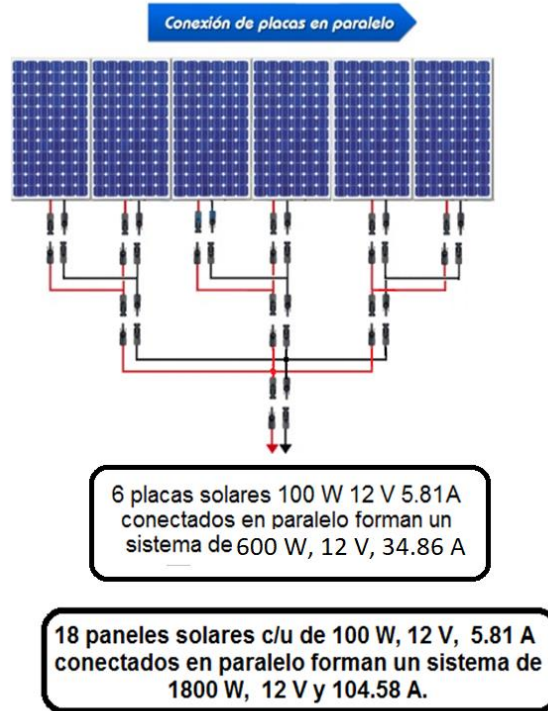 Conexión de placas en paralelo
6 placas solares 100 W 12 V 5.81A
conectados en paralelo forman un
sistema de 600 W, 12 V, 34.86 A
18 paneles solares c/u de 100 W, 12 V, 5.81 A
conectados en paralelo forman un sistema de
1800 W, 12 V y 104.58 A.